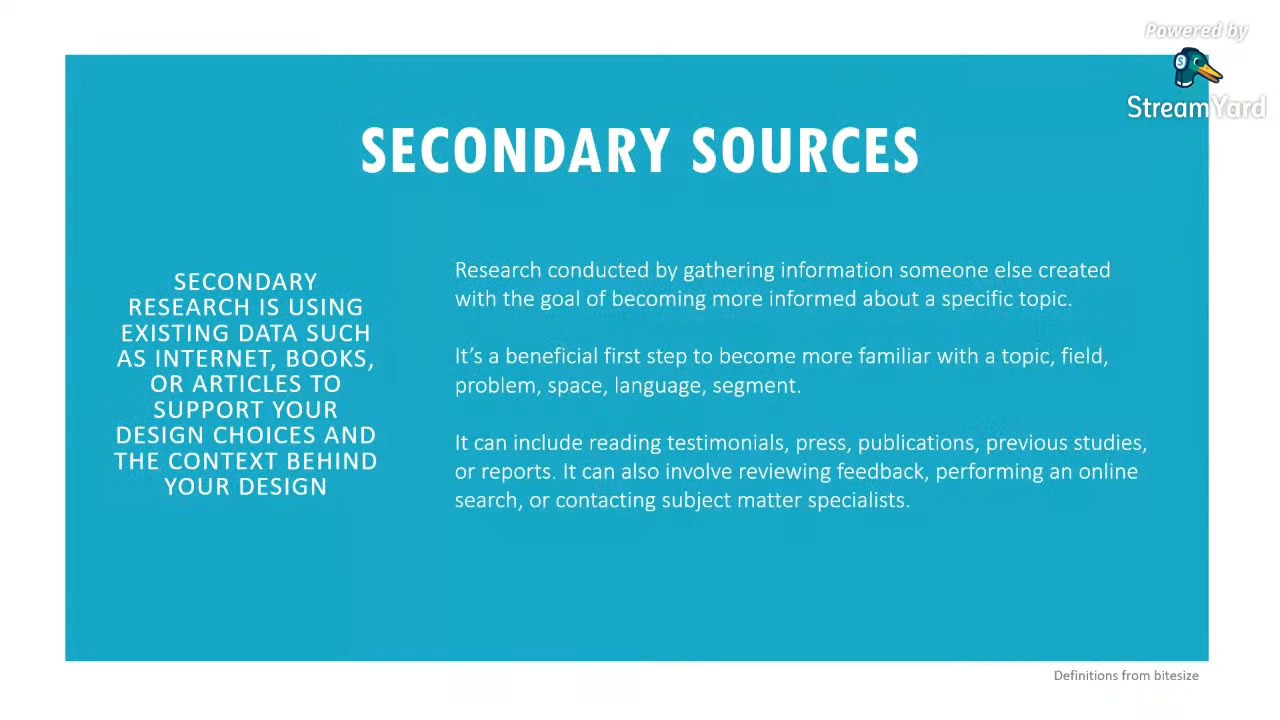 Powered by
StreamYard
SECONDARY SOURCES
SECONDARY
RESEARCH IS USING
EXISTING DATA SUCH
AS INTERNET, BOOKS,
OR ARTICLES TO
SUPPORT YOUR
DESIGN CHOICES AND
THE CONTEXT BEHIND
YOUR DESIGN
Research conducted by gathering information someone else created
with the goal of becoming more informed about a specific topic.
It’s a beneficial first step to become more familiar with a topic, field,
problem, space, language, segment.
It can include reading testimonials, press, publications, previous studies,
or reports. It can also involve reviewing feedback, performing an online
search, or contacting subject matter specialists.
Definitions from bitesize